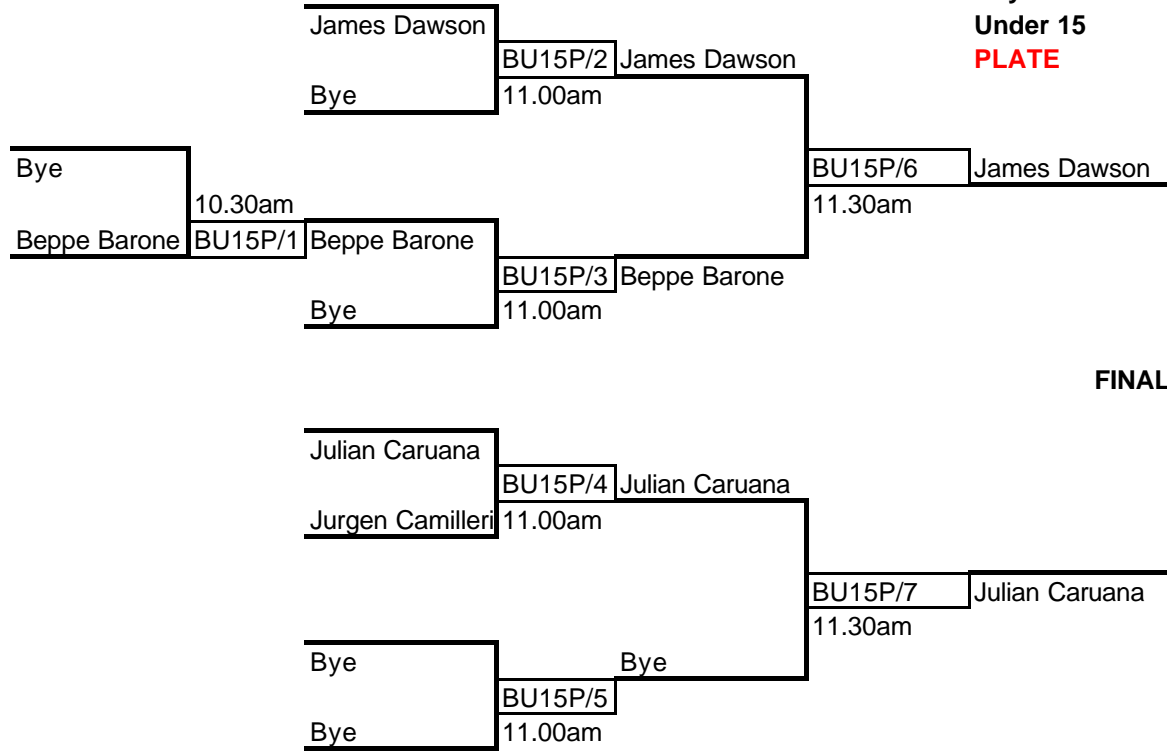 Under 15
PLATE
James Dawson
BU15P/2 James Dawson
Bye 11.00am
Bye
BU15P/6 James Dawson
10.30am
11.30am
Beppe Barone BU15P/1 Beppe Barone
BU15P/3 Beppe Barone
Bye 11.00am
FINAL
Julian Caruana
BU15P/4 Julian Caruana
Jurgen Camilleri 11.00am
BU15P/7 Julian Caruana
11.30am
Bye
Bye
BU15P/5
Bye 11.00am